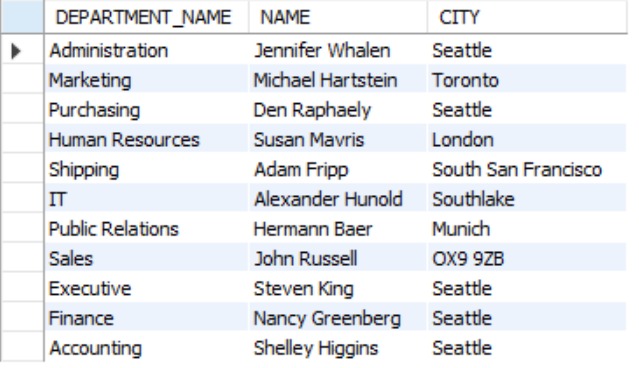 DEPARTMENT_NAME NAME CITY
Administration Jennifer Whalen Seattle
Marketing Michael Hartstein Toronto
Purchasing Den Raphaely Seattle
Human Resources Susan Mavris London
Shipping Adam Fripp South San Francisco
IT Alexander Hunold Southlake
Public Relations Hermann Baer Munich
Sales John Russell OX9 9ZB
Executive Steven King Seattle
Finance Nancy Greenberg Seattle
Accounting Shelley Higgins Seattle